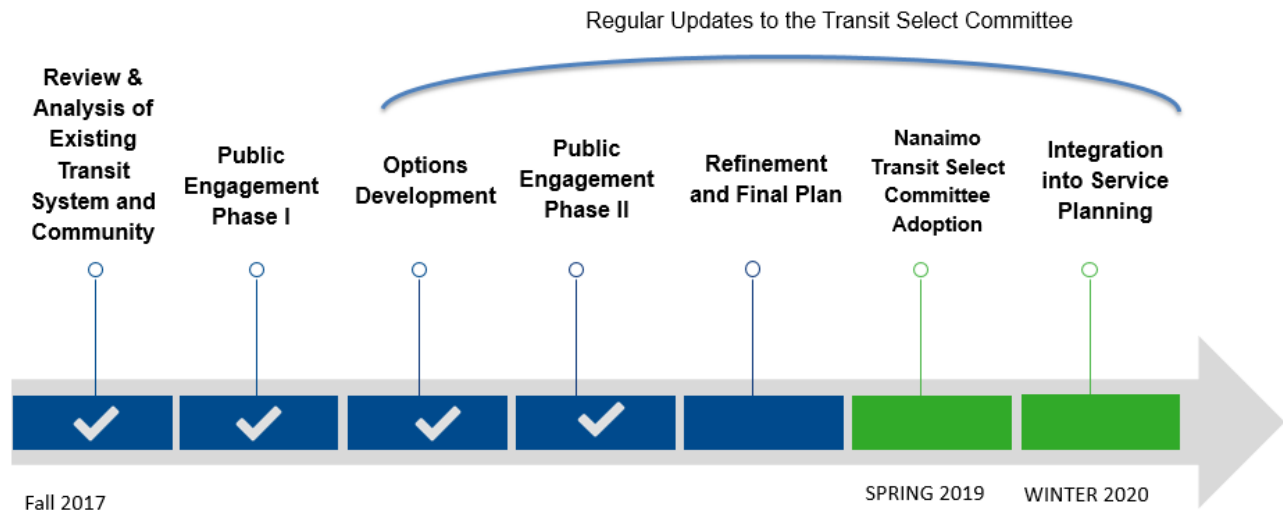 Regular Updates to the Transit Select Committee
Review &
Analysis of
Existing
Transit
System and
Community
Public
Engagement
Phase I
Options
Development
Public
Engagement
Phase II
Refinement
and Final Plan
Nanaimo
Transit Select
Committee
Adoption
Integration
into Service
Planning
Fall 2017
SPRING 2019
WINTER 2020